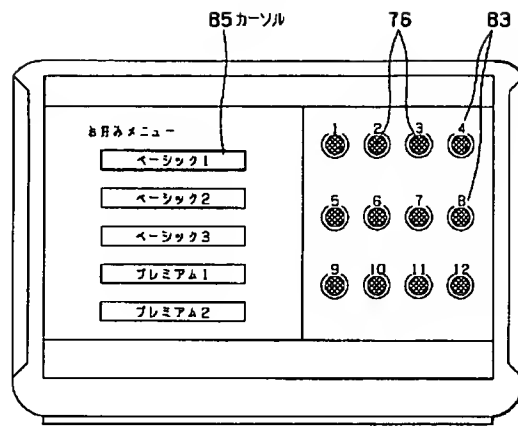 85カーソル 76 83
お好みメニュー
ベーシック1
ベーシック2
ベーシック3
プレミアム1
プレミアム2
1 2 3 4
5 6 7 8
9 10 11 12